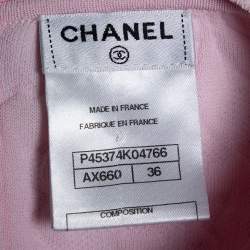 CHANEL
MADE IN FRANCE
FABRIQUE EN FRANCE
P45374K04766
AX660 36
COMPOSITION